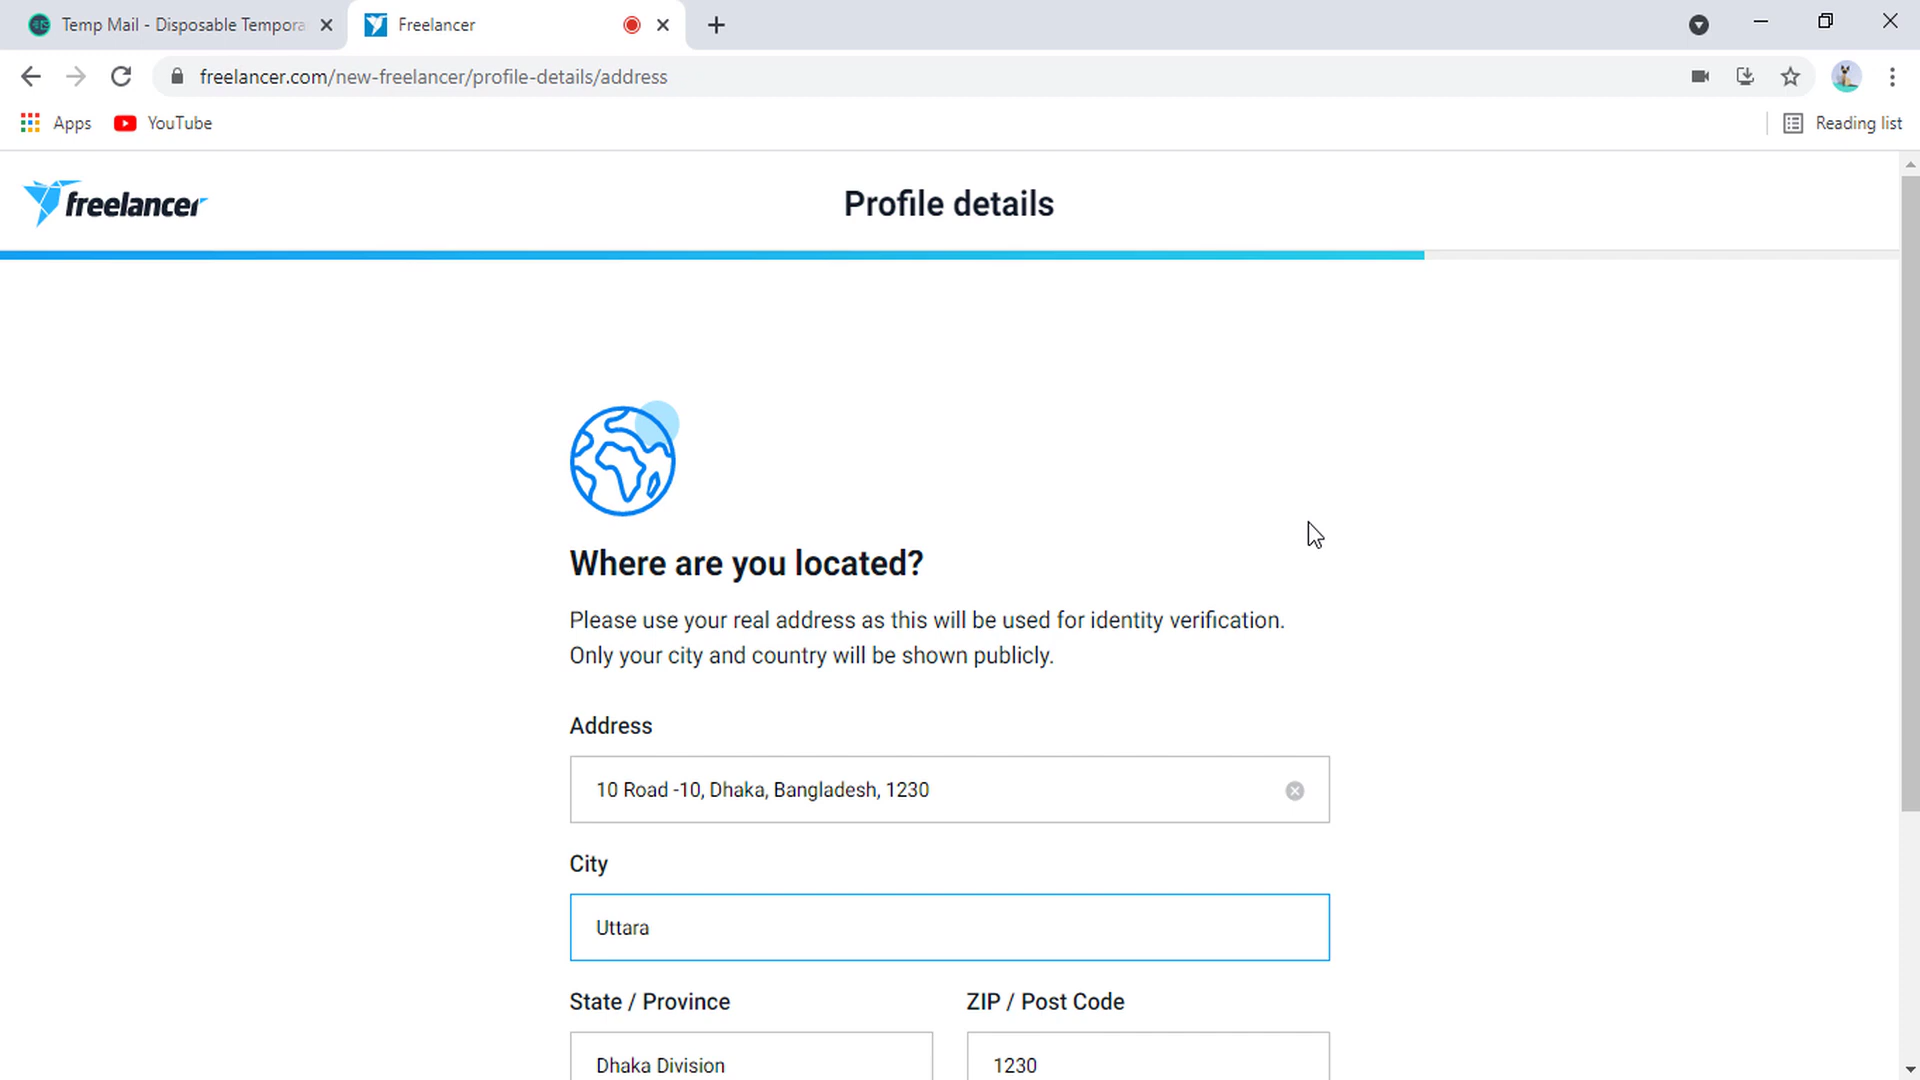 Temp Mail - Disposable Tempora
Freelancer
freelancer.com/new-freelancer/profile-details/address
Apps
YouTube
Reading list
freelancer
Profile details
Where are you located?
Please use your real address as this will be used for identity verification.
Only your city and country will be shown publicly.
Address
10 Road -10, Dhaka, Bangladesh, 1230
City
Uttara
State / Province
ZIP / Post Code
Dhaka Division
1230